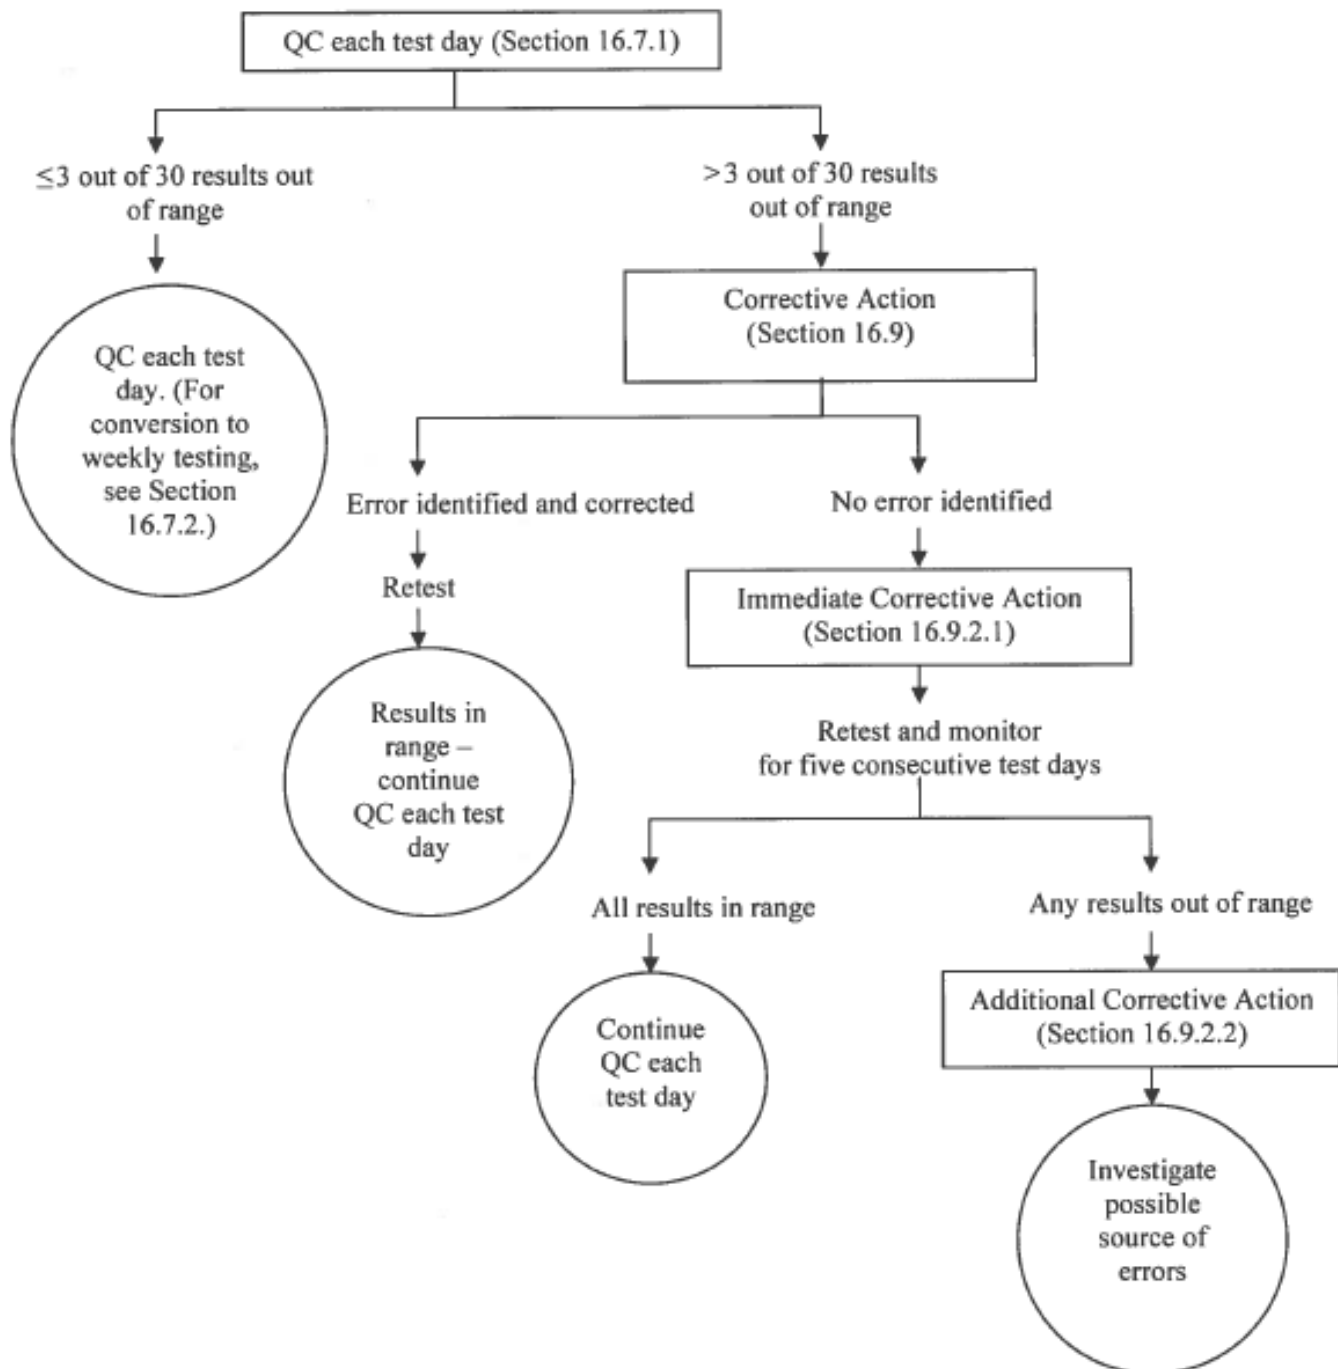 QC each test day (Section 16.7.1)
≤3 out of 30 results out
of range
>3 out of 30 results
out of range
QC each test
day. (For
conversion to
weekly testing,
see Section
16.7.2.)
Corrective Action
(Section 16.9)
Error identified and corrected
No error identified
Retest
Immediate Corrective Action
(Section 16.9.2.1)
Results in
range –
continue
QC each test
day
Retest and monitor
for five consecutive test days
All results in range
Any results out of range
Continue
QC each
test day
Additional Corrective Action
(Section 16.9.2.2)
Investigate
possible
source of
errors